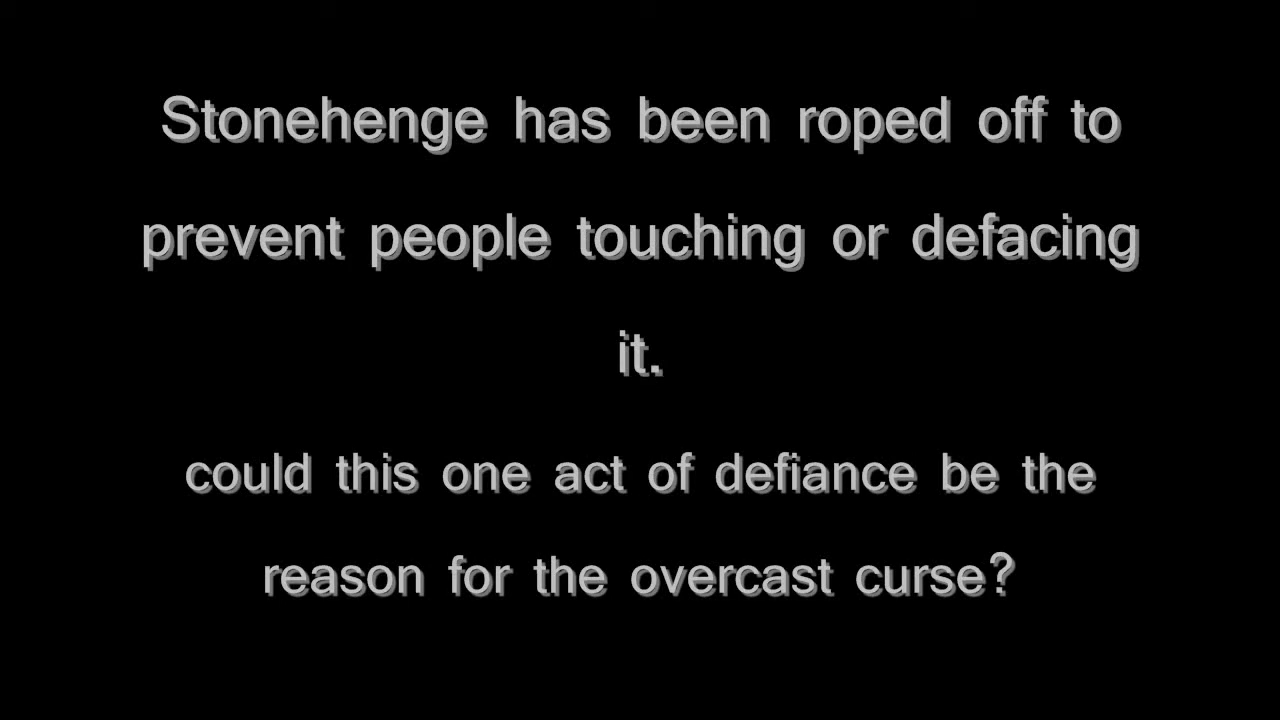 Stonehenge has been roped off to
prevent people touching or defacing
it.
could this one act of defiance be the
reason for the overcast curse?